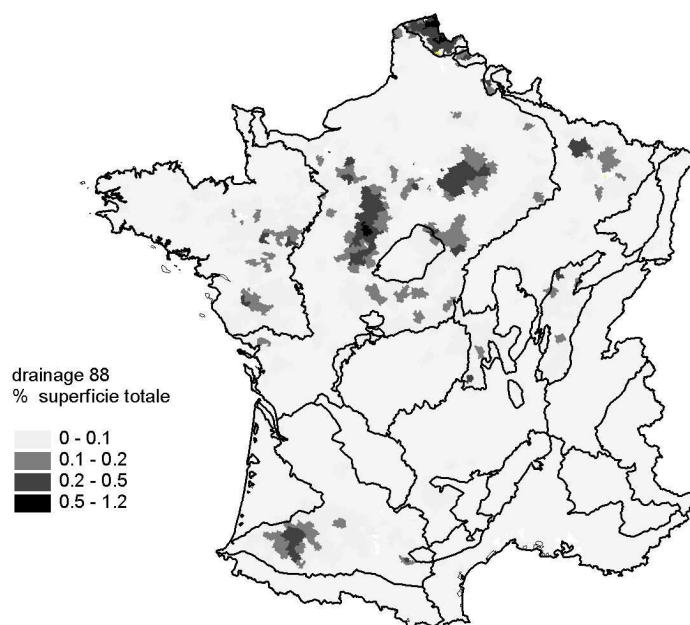 drainage 88
% superficie totale
0 - 0.1
0.1 - 0.2
0.2 - 0.5
0.5 - 1.2